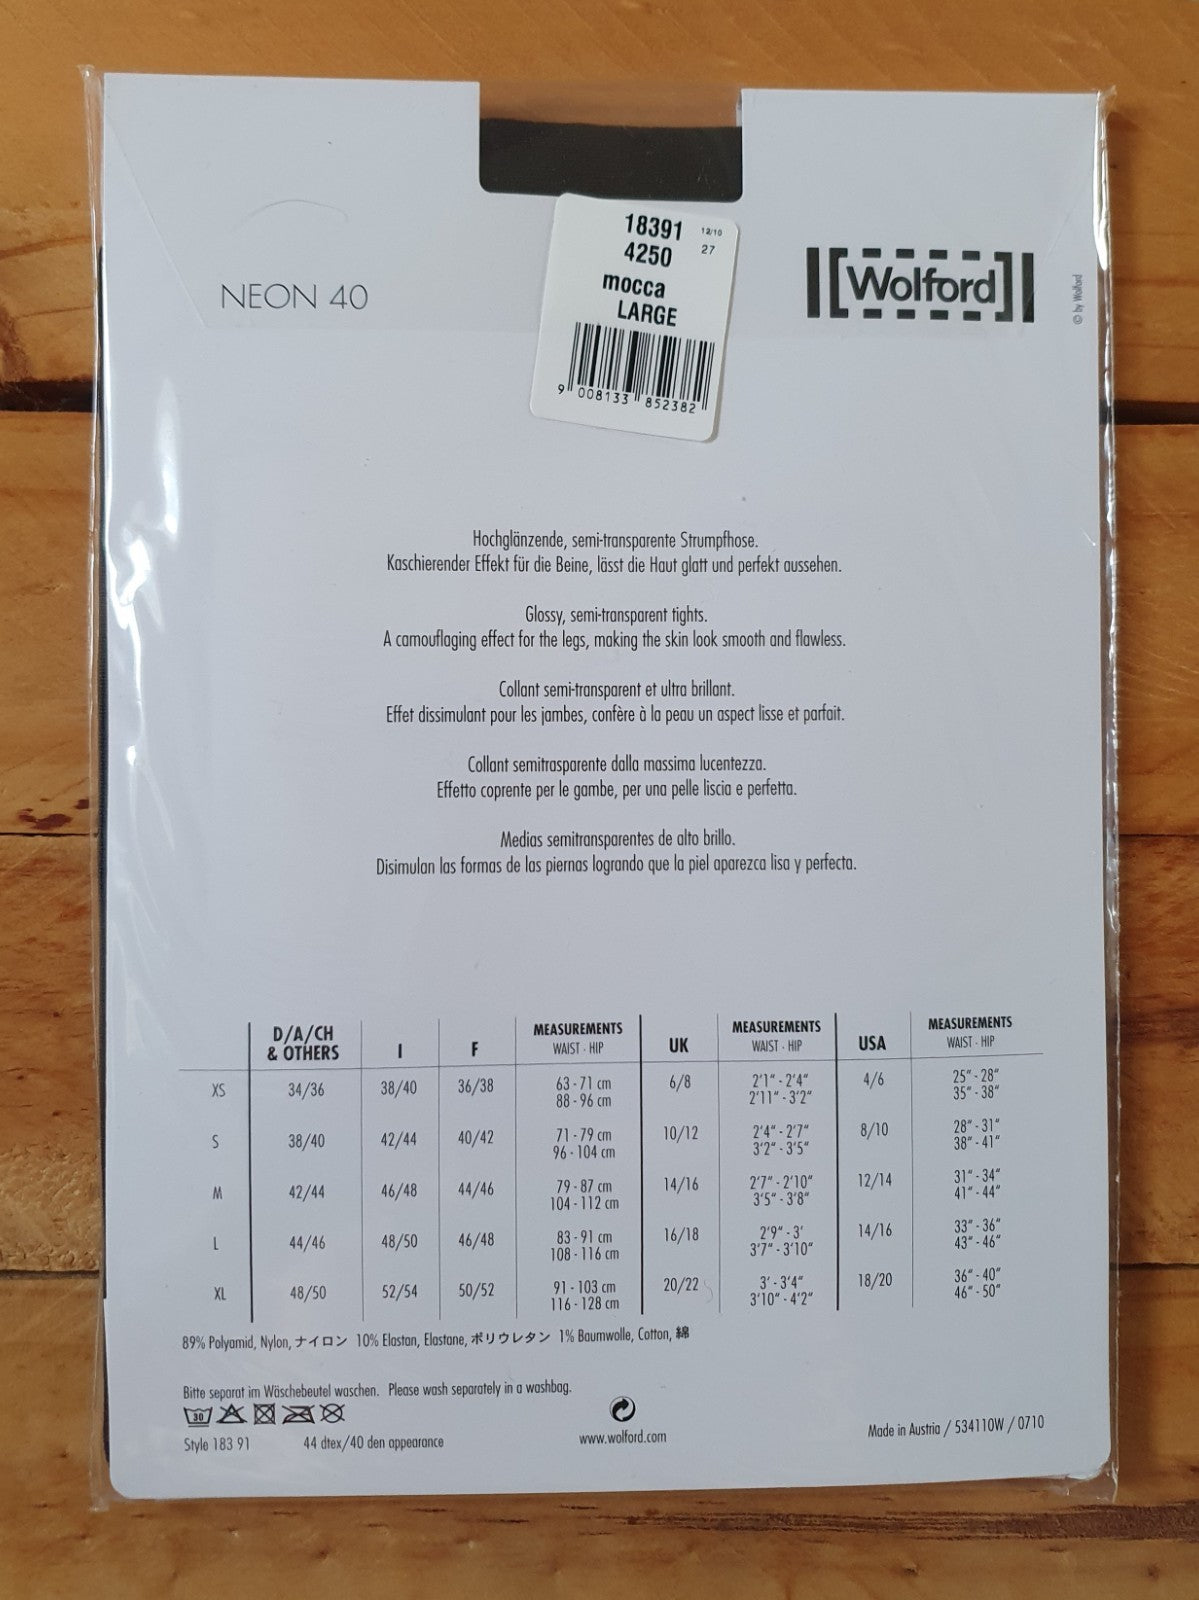 NEON 40
18391 12/10
4250 27
mocca
LARGE
9 008133 852382
Wolford
© by Wolford
Hochglänzende, semi-transparente Strumpfhose.
Kaschierender Effekt für die Beine, lässt die Haut glatt und perfekt aussehen.
Glossy, semi-transparent tights.
A camouflaging effect for the legs, making the skin look smooth and flawless.
Collant semi-transparent et ultra brillant.
Effet dissimulant pour les jambes, confère à la peau un aspect lisse et parfait.
Collant semitrasparente dalla massima lucentezza.
Effetto coprente per le gambe, per una pelle liscia e perfetta.
Medias semitransparentes de alto brillo.
Disimulan las formas de las piernas logrando que la piel aparezca lisa y perfecta.
D/A/CH & OTHERS I F MEASUREMENTS WAIST - HIP UK MEASUREMENTS WAIST - HIP USA MEASUREMENTS WAIST - HIP
XS 34/36 38/40 36/38 63 - 71 cm 6/8 2'1" - 2'4" 4/6 25" - 28"
88 - 96 cm 2'11" - 3'2" 35" - 38"
S 38/40 42/44 40/42 71 - 79 cm 10/12 2'4" - 2'7" 8/10 28" - 31"
96 - 104 cm 3'2" - 3'5" 38" - 41"
M 42/44 46/48 44/46 79 - 87 cm 14/16 2'7" - 2'10" 12/14 31" - 34"
104 - 112 cm 3'5" - 3'8" 41" - 44"
L 44/46 48/50 46/48 83 - 91 cm 16/18 2'9" - 3' 14/16 33" - 36"
108 - 116 cm 3'7" - 3'10" 43" - 46"
XL 48/50 52/54 50/52 91 - 103 cm 20/22 3' - 3'4" 18/20 36" - 40"
116 - 128 cm 3'10" - 4'2" 46" - 50"
89% Polyamid, Nylon, ナイロン 10% Elastan, Elastane, ポリウレタン 1% Baumwolle, Cotton, 綿
Bitte separat im Wäschebeutel waschen. Please wash separately in a washbag.
30
Style 183 91 44 dtex/40 den appearance
www.wolford.com
Made in Austria / 534110W / 0710